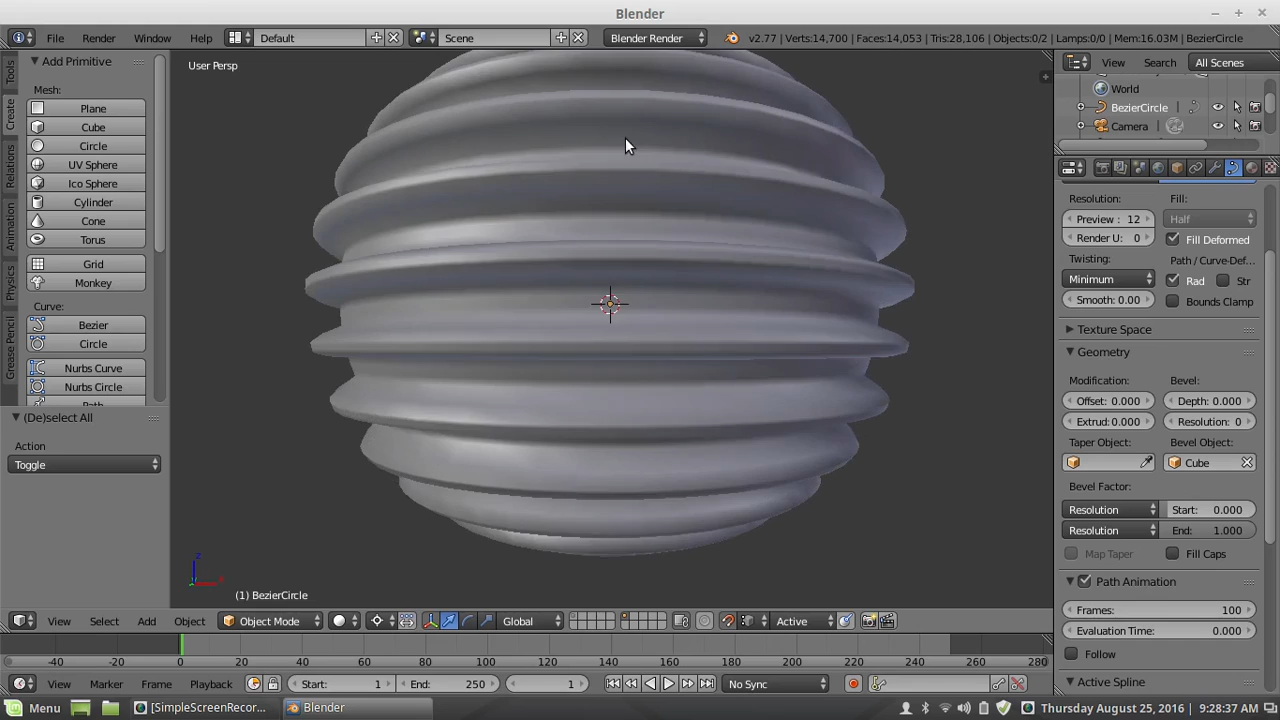 Blender
File Render Window Help Default Scene Blender Render v2.77 | Verts:14,700 | Faces:14,053 | Tris:28,106 | Objects:0/2 | Lamps:0/0 | Mem:16.03M | BezierCircle
Tools
Create
Relations
Animation
Physics
Grease Pencil
Add Primitive
Mesh:
Plane
Cube
Circle
UV Sphere
Ico Sphere
Cylinder
Cone
Torus
Grid
Monkey
Curve:
Bezier
Circle
Nurbs Curve
Nurbs Circle
Path
(De)select All
Action
Toggle
User Persp
z
(1) BezierCircle
View Search All Scenes
World
BezierCircle
Camera
Resolution: Fill:
Preview : 12 Half
Render U: 0 Fill Deformed
Twisting: Path / Curve-Def...
Minimum Rad Str
Smooth: 0.00 Bounds Clamp
Texture Space
Geometry
Modification: Bevel:
Offset: 0.000 Depth: 0.000
Extrud:0.000 Resolution: 0
Taper Object: Bevel Object:
Cube
Bevel Factor:
Resolution Start: 0.000
Resolution End: 1.000
Map Taper Fill Caps
Path Animation
Frames: 100
Evaluation Time: 0.000
Follow
Active Spline
View Select Add Object Object Mode Global Active
-40 -20 0 20 40 60 80 100 120 140 160 180 200 220 240 260 280
View Marker Frame Playback Start: 1 End: 250 1 No Sync
Menu [SimpleScreenRecor... Blender Thursday August 25, 2016 9:28:37 AM